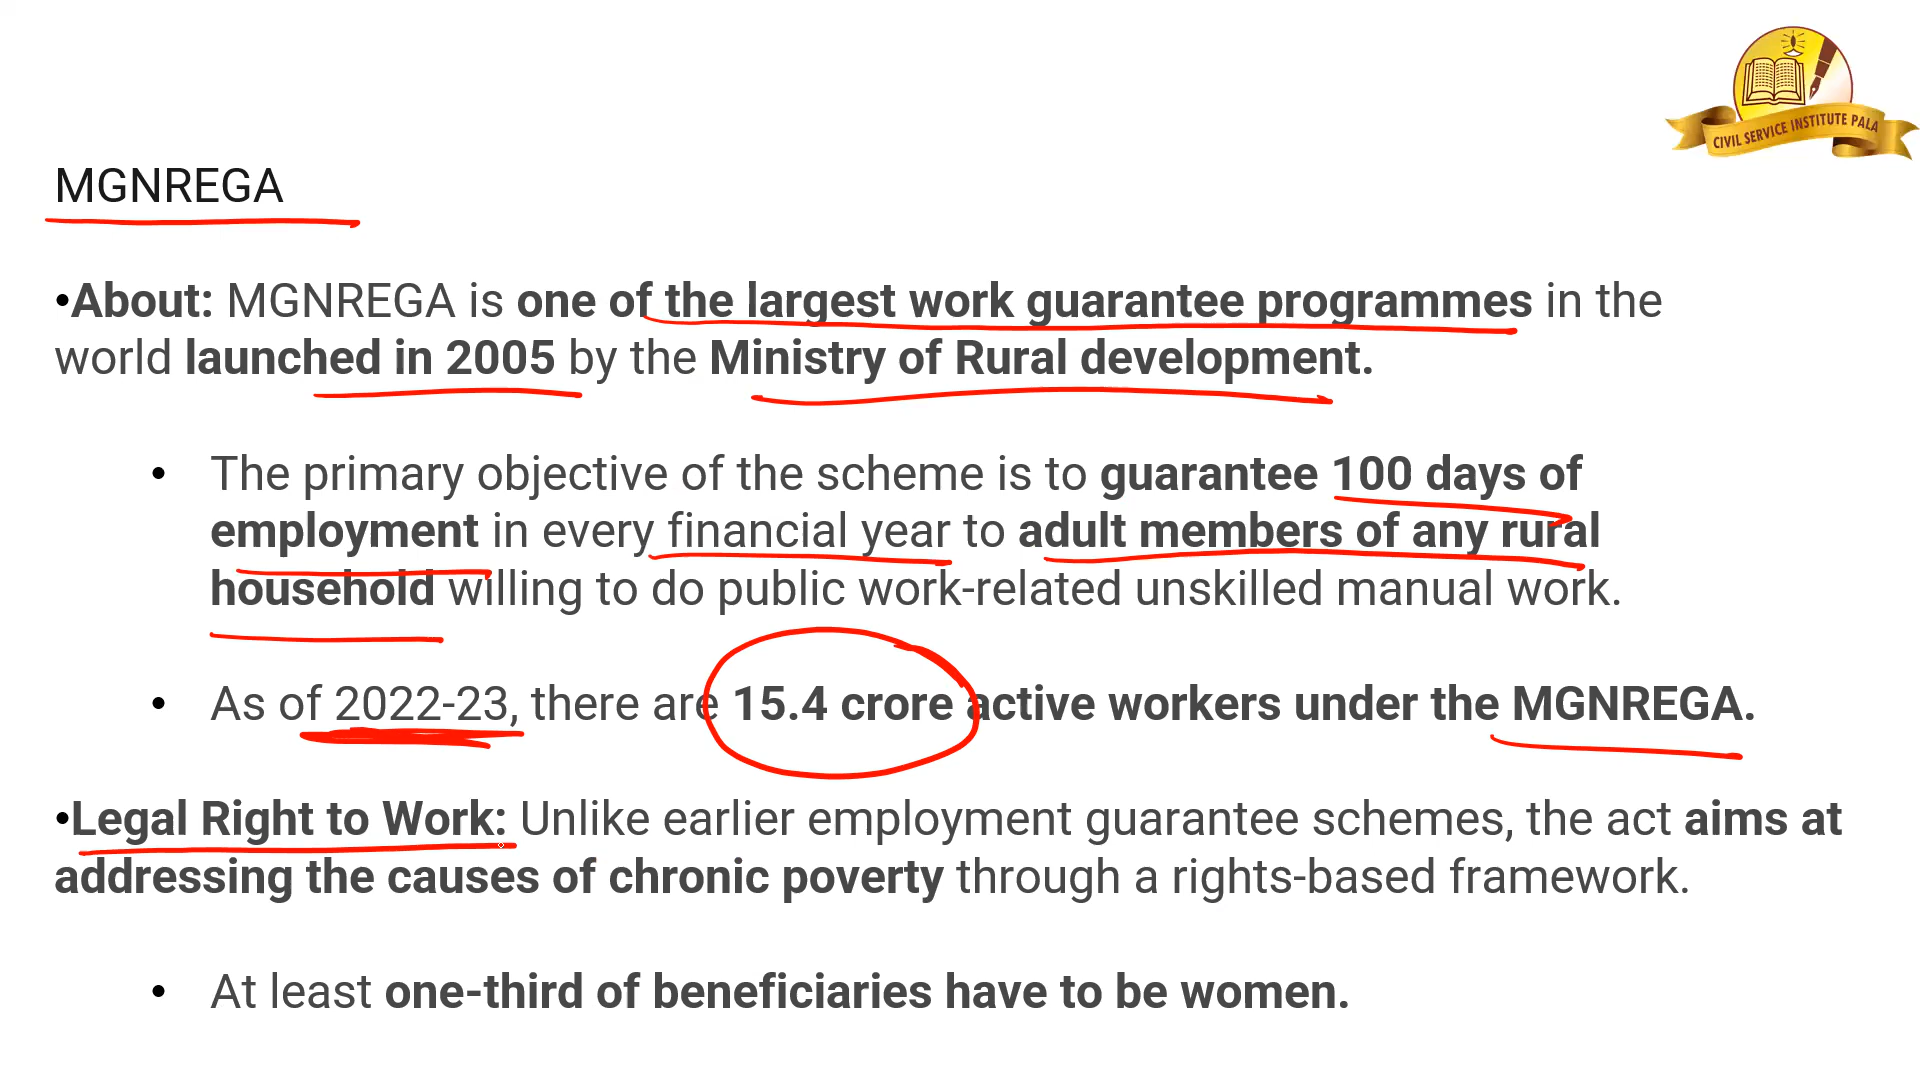 CIVIL SERVICE INSTITUTE PALA
MGNREGA
•About: MGNREGA is one of the largest work guarantee programmes in the
world launched in 2005 by the Ministry of Rural development.
• The primary objective of the scheme is to guarantee 100 days of
employment in every financial year to adult members of any rural
household willing to do public work-related unskilled manual work.
• As of 2022-23, there are 15.4 crore active workers under the MGNREGA.
•Legal Right to Work: Unlike earlier employment guarantee schemes, the act aims at
addressing the causes of chronic poverty through a rights-based framework.
• At least one-third of beneficiaries have to be women.